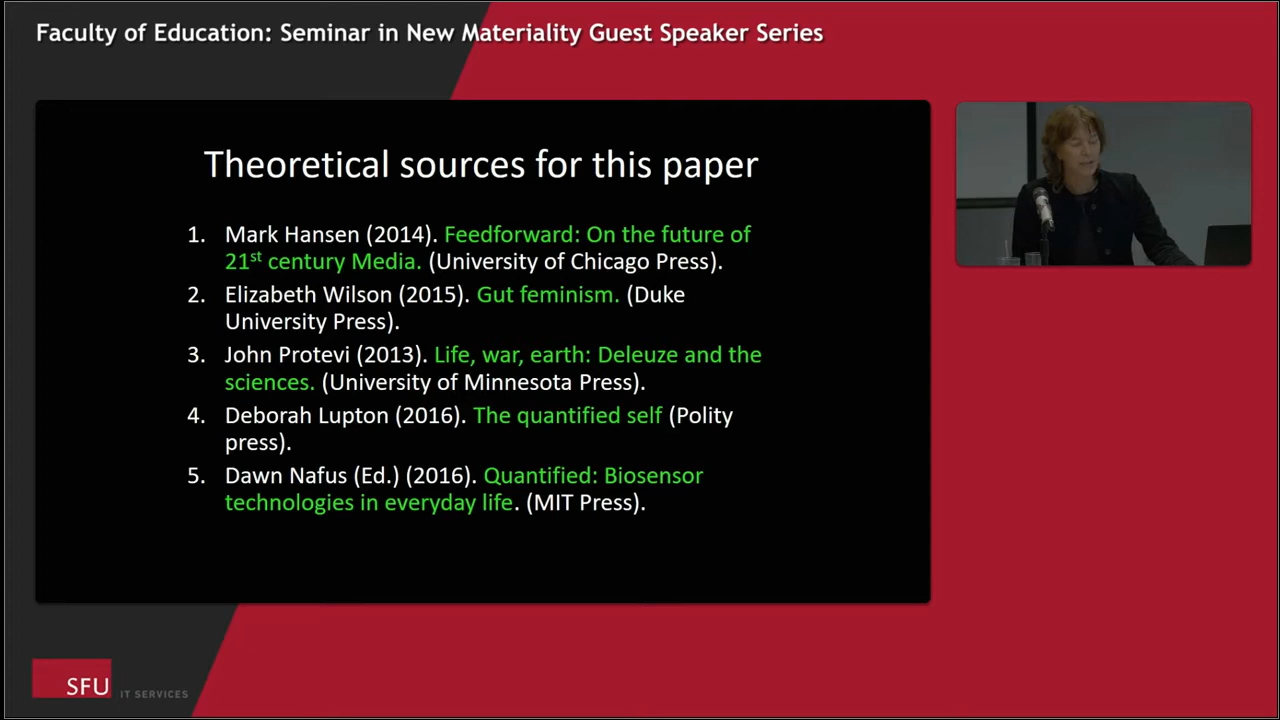 Faculty of Education: Seminar in New Materiality Guest Speaker Series
Theoretical sources for this paper
1. Mark Hansen (2014). Feedforward: On the future of
21st century Media. (University of Chicago Press).
2. Elizabeth Wilson (2015). Gut feminism. (Duke
University Press).
3. John Protevi (2013). Life, war, earth: Deleuze and the
sciences. (University of Minnesota Press).
4. Deborah Lupton (2016). The quantified self (Polity
press).
5. Dawn Nafus (Ed.) (2016). Quantified: Biosensor
technologies in everyday life. (MIT Press).
SFU IT SERVICES